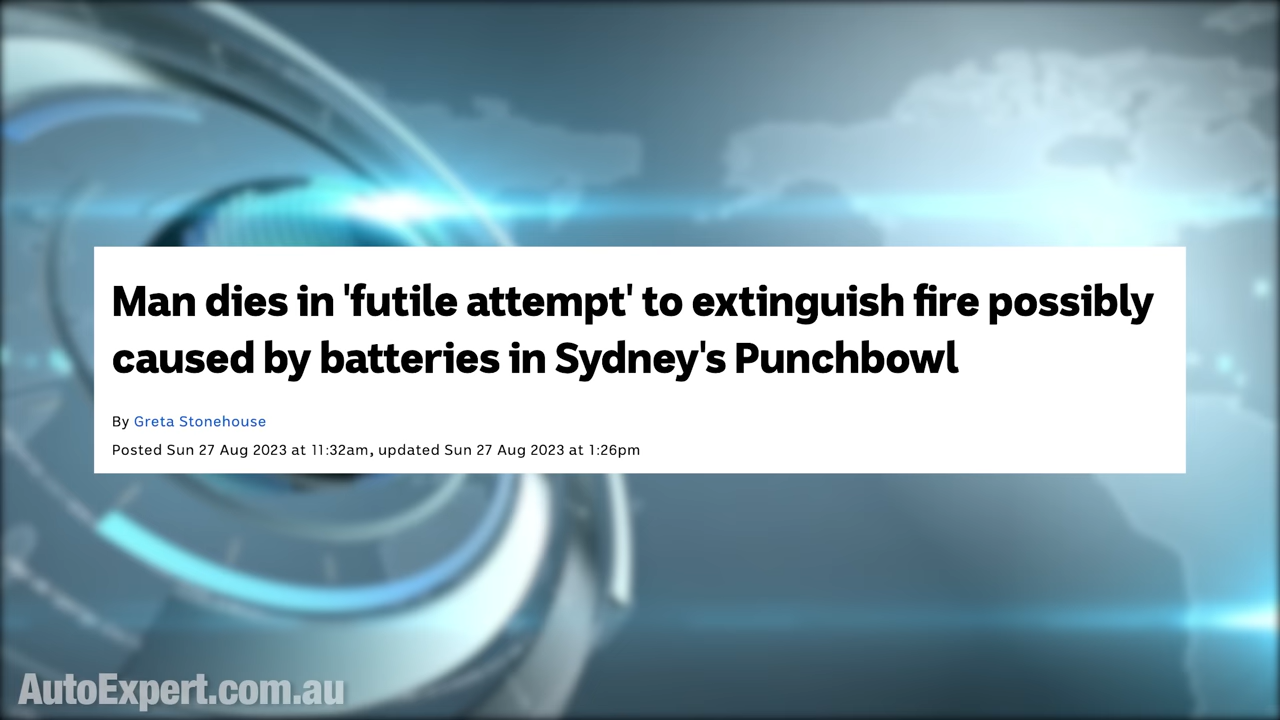 Man dies in 'futile attempt' to extinguish fire possibly
caused by batteries in Sydney's Punchbowl
By Greta Stonehouse
Posted Sun 27 Aug 2023 at 11:32am, updated Sun 27 Aug 2023 at 1:26pm
AutoExpert.com.au